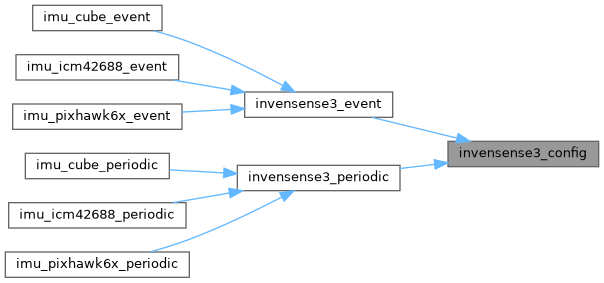 imu_cube_event
imu_icm42688_event
imu_pixhawk6x_event
invensense3_event
invensense3_config
imu_cube_periodic
invensense3_periodic
imu_icm42688_periodic
imu_pixhawk6x_periodic